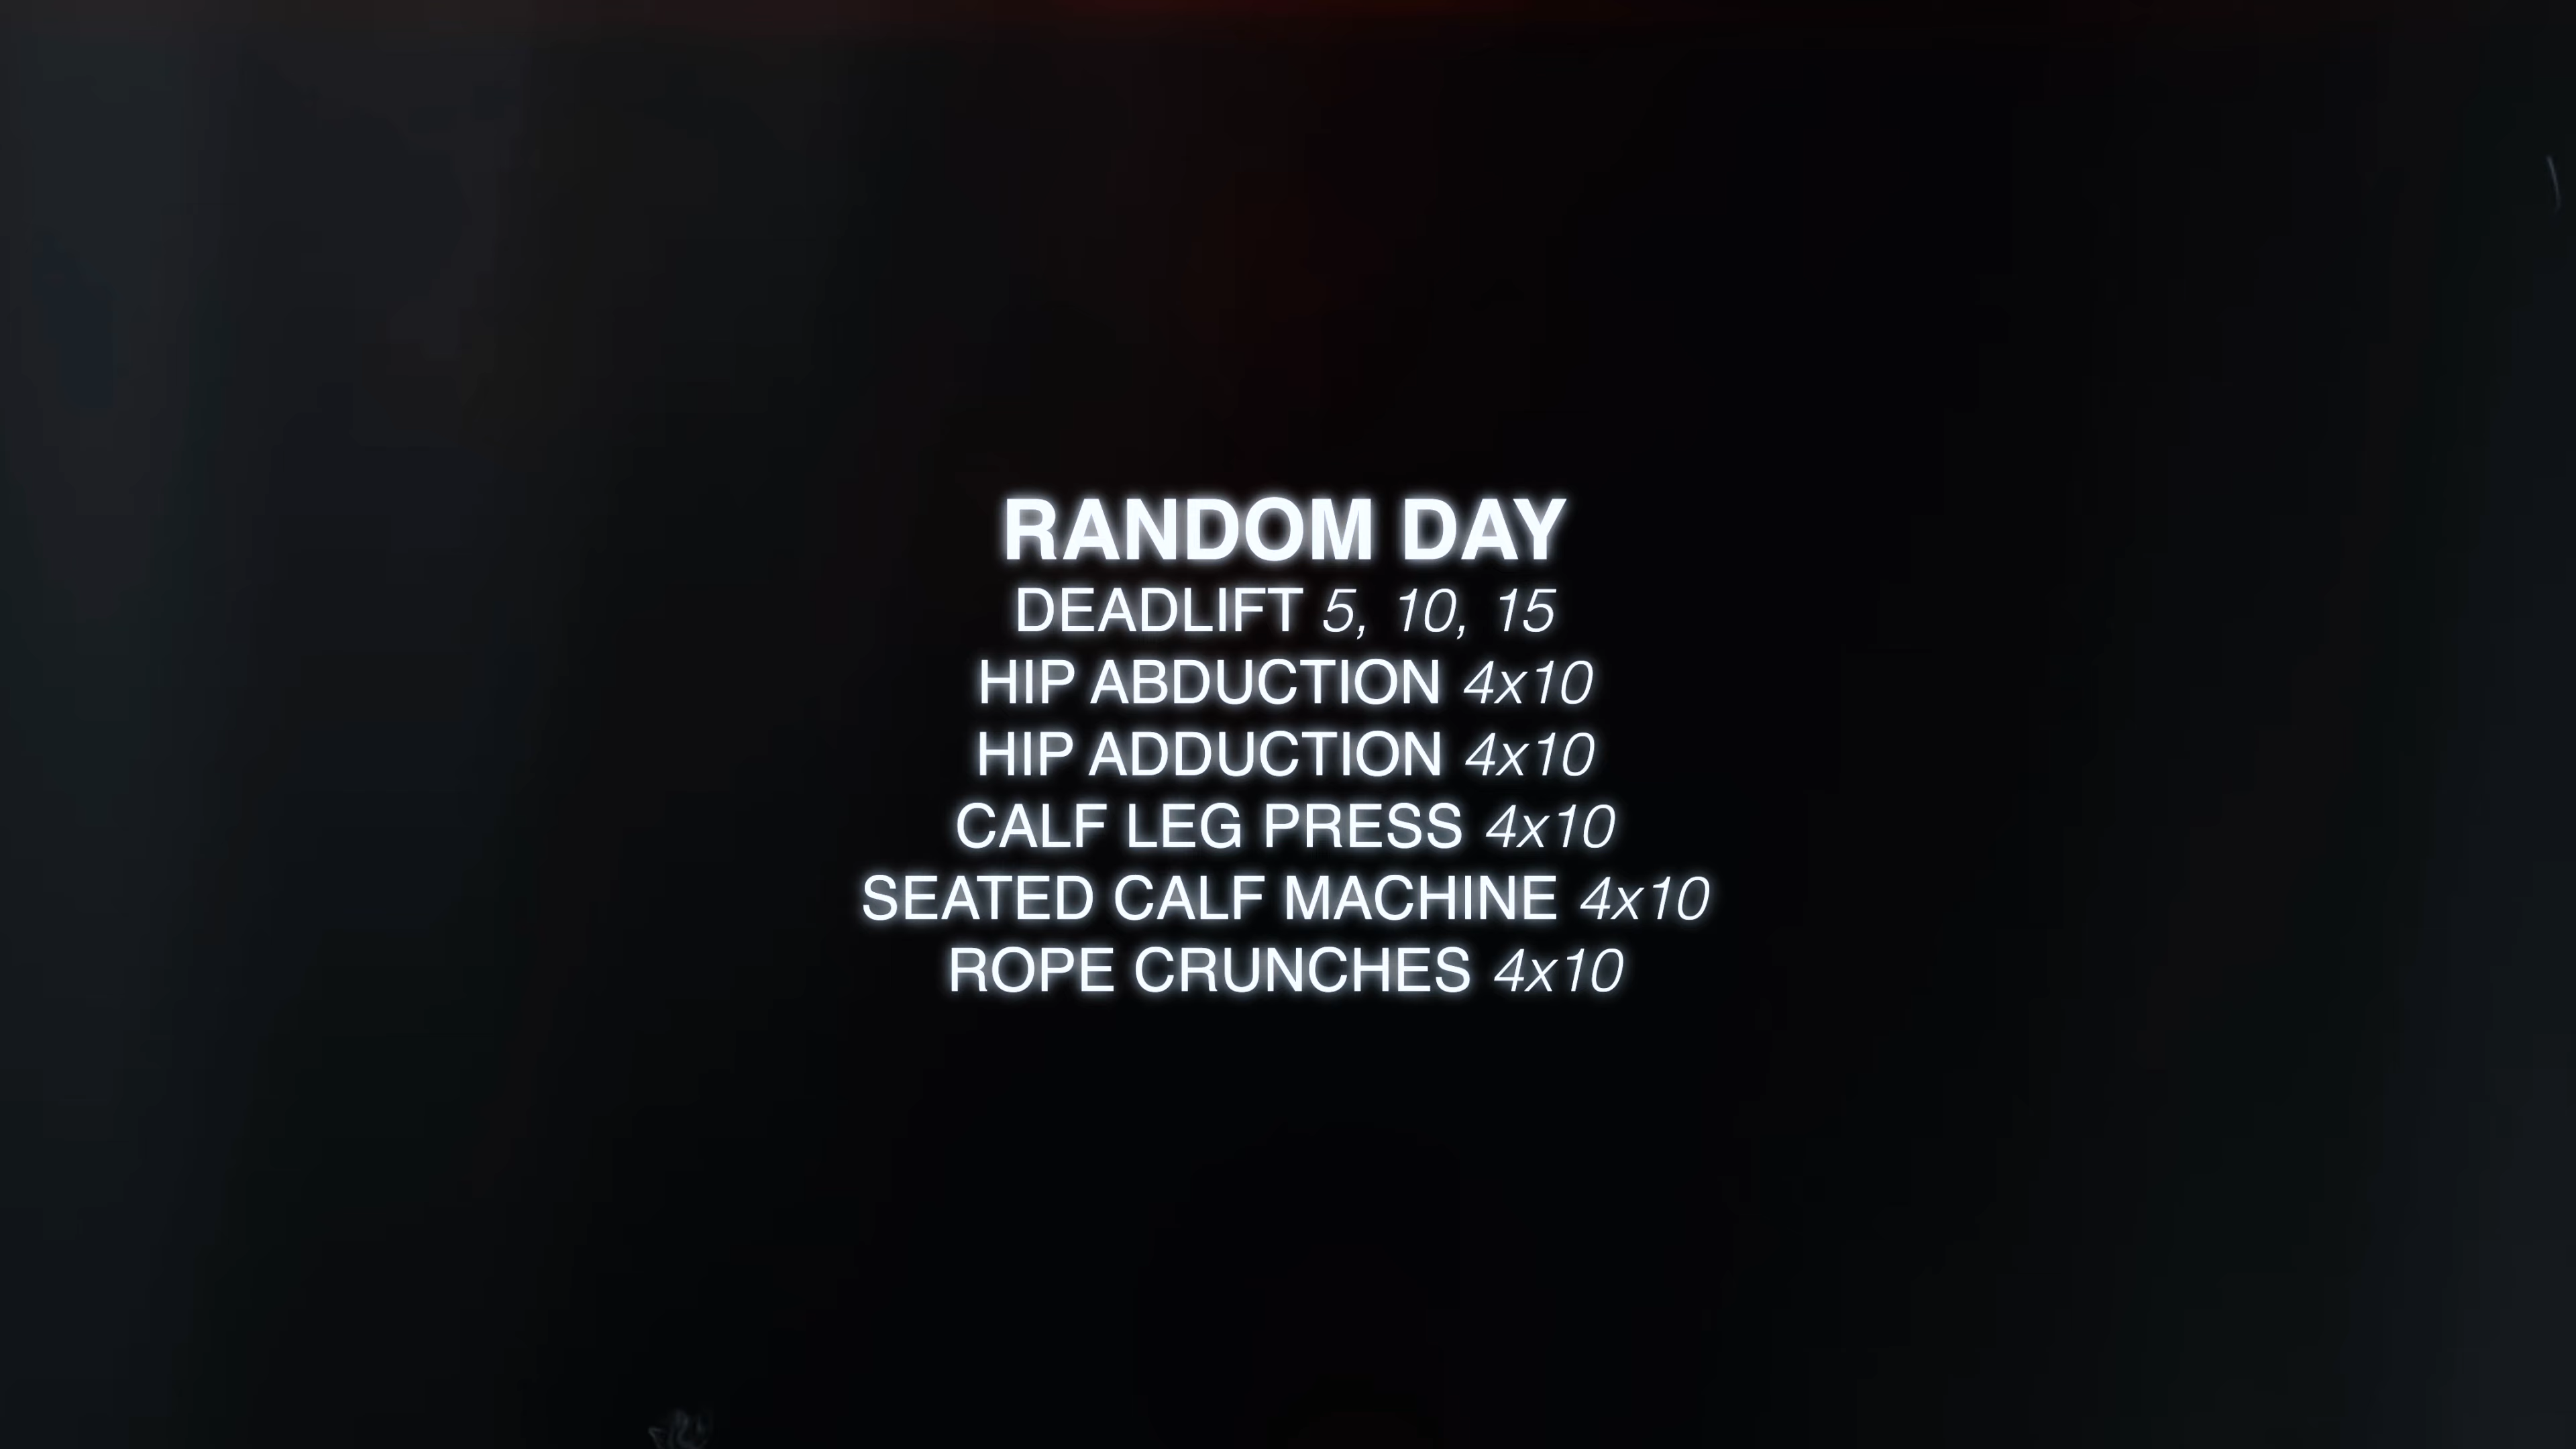 RANDOM DAY
DEADLIFT 5, 10, 15
HIP ABDUCTION 4x10
HIP ADDUCTION 4x10
CALF LEG PRESS 4x10
SEATED CALF MACHINE 4x10
ROPE CRUNCHES 4x10